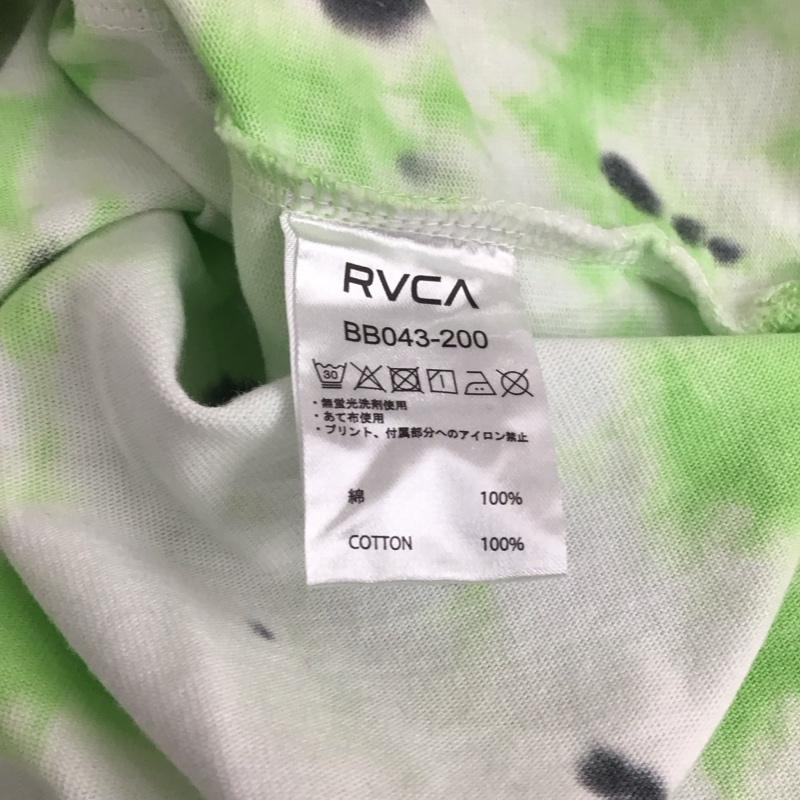 RVCA
BB043-200
30
・無蛍光洗剤使用
・あて布使用
・プリント、付属部分へのアイロン禁止
綿 100%
COTTON 100%